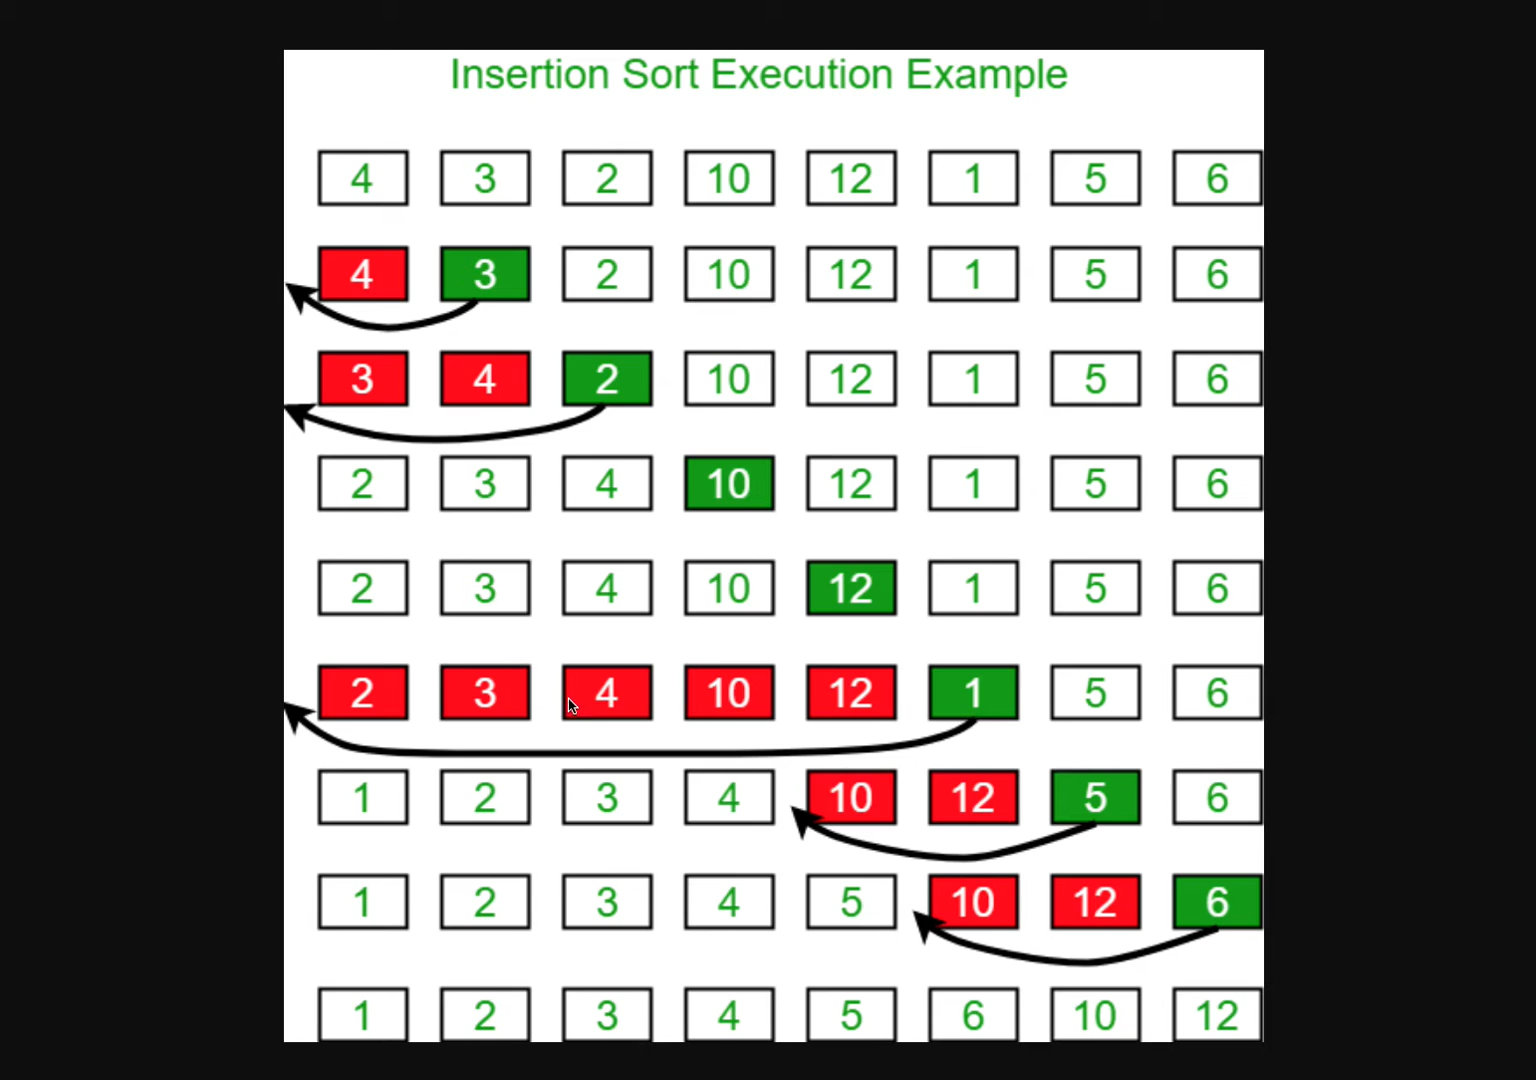 Insertion Sort Execution Example
4 3 2 10 12 1 5 6
4 3 2 10 12 1 5 6
3 4 2 10 12 1 5 6
2 3 4 10 12 1 5 6
2 3 4 10 12 1 5 6
2 3 4 10 12 1 5 6
1 2 3 4 10 12 5 6
1 2 3 4 5 10 12 6
1 2 3 4 5 6 10 12